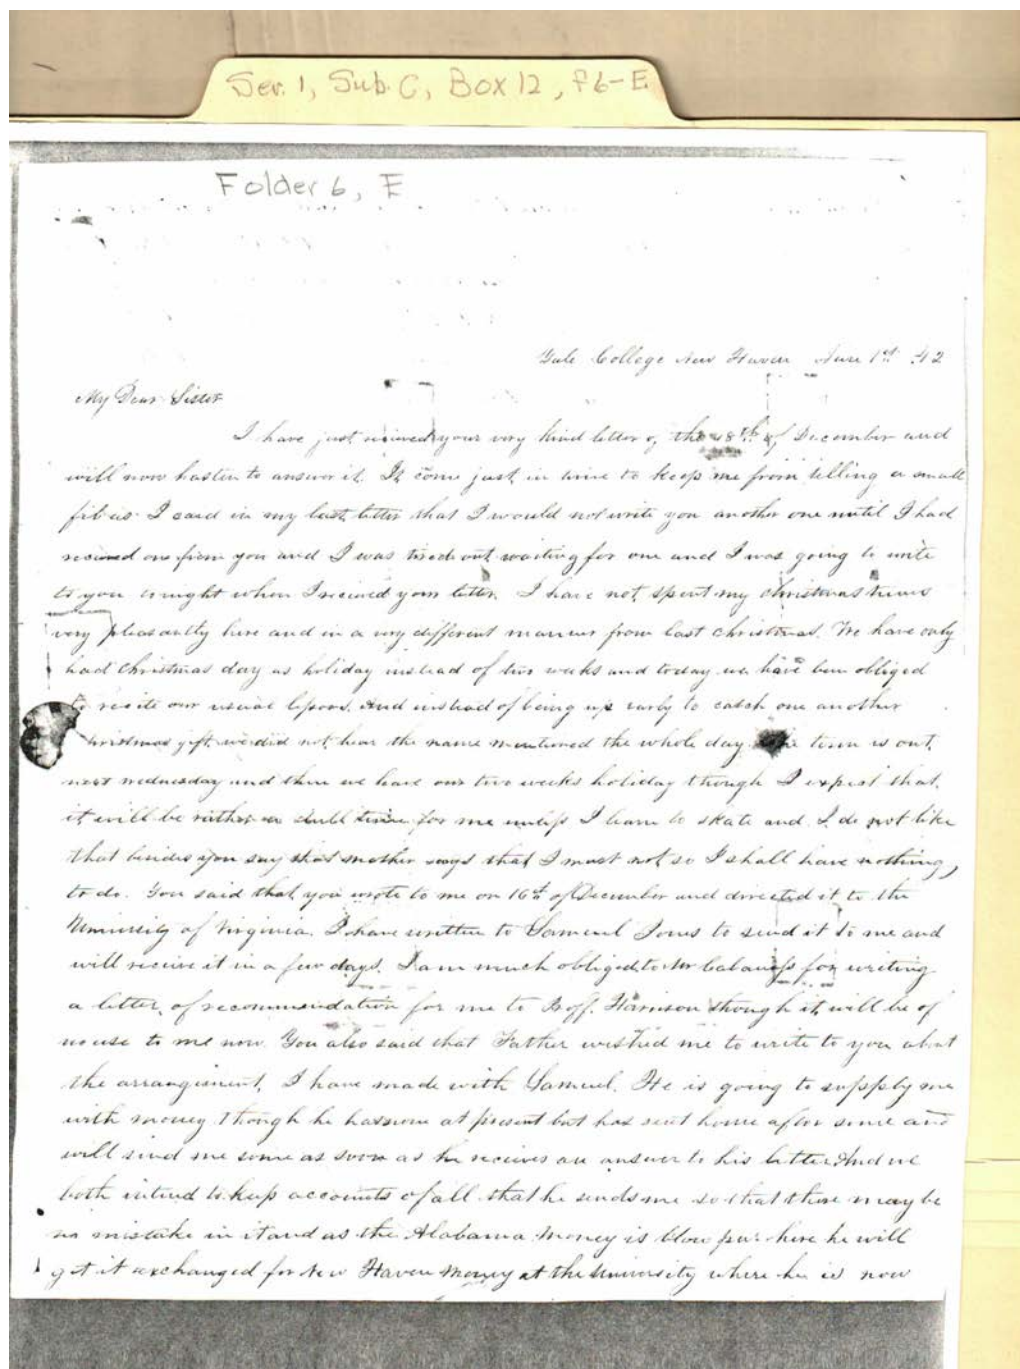 Ser. 1, Sub. C, Box 12, F6-E
Folder 6, E
Yale College New Haven 1st 42
My Dear Sister
I have just recieved your very kind letter of the 28th of December and
will now hasten to answer it. It come just in time to keep me from telling a small
fib as I said in my last letter that I would not write you another one until I had
recieved one from you and I was tired out waiting for one and I was going to write
to you tonight when I recieved your letter. I have not spent my christmas times
very pleasantly here and in a very different manner from last christmas. We have only
had Christmas day as holiday instead of two weeks and today we have been obliged
to recite our usual lessons. And instead of being up early to catch one another
christmas gift, we did not hear the name mentioned the whole day. The term is out
next wednesday and then we have our two weeks holiday though I expect that
it will be rather a dull time for me unless I learn to skate and I do not like
that besides you say that mother says that I must not so I shall have nothing
to do. You said that you wrote to me on 16th of December and directed it to the
University of Virginia. I have written to Samuel Jones to send it to me and
will receive it in a few days. I am much obliged to Mr for writing
a letter of recommendation for me to Proff. Harrison though it will be of
no use to me now. You also said that Father wished me to write to you about
the arrangement I have made with Samuel. He is going to supply me
with money though he has none at present but has sent home after some and
will send me some as soon as he receives an answer to his letter. And we
both intend to keep accounts of all that he sends me so that there may be
no mistake in it and as the Alabama Money is blow par here he will
get it exchanged for New Haven money at the University where he is now